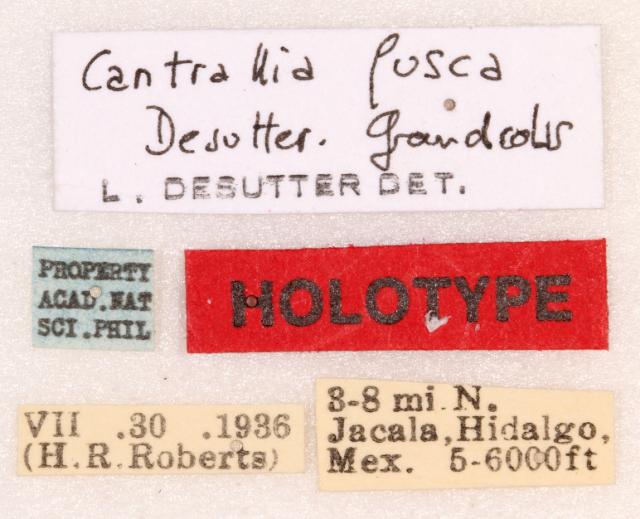 Cantrallia fusca
Desutter. Grandcolas
L. DESUTTER DET.
PROPERTY
ACAD.NAT
SCI.PHIL
HOLOTYPE
VII .30 .1936
(H.R.Roberts)
3-8 mi.N.
Jacala,Hidalgo,
Mex. 5-6000ft